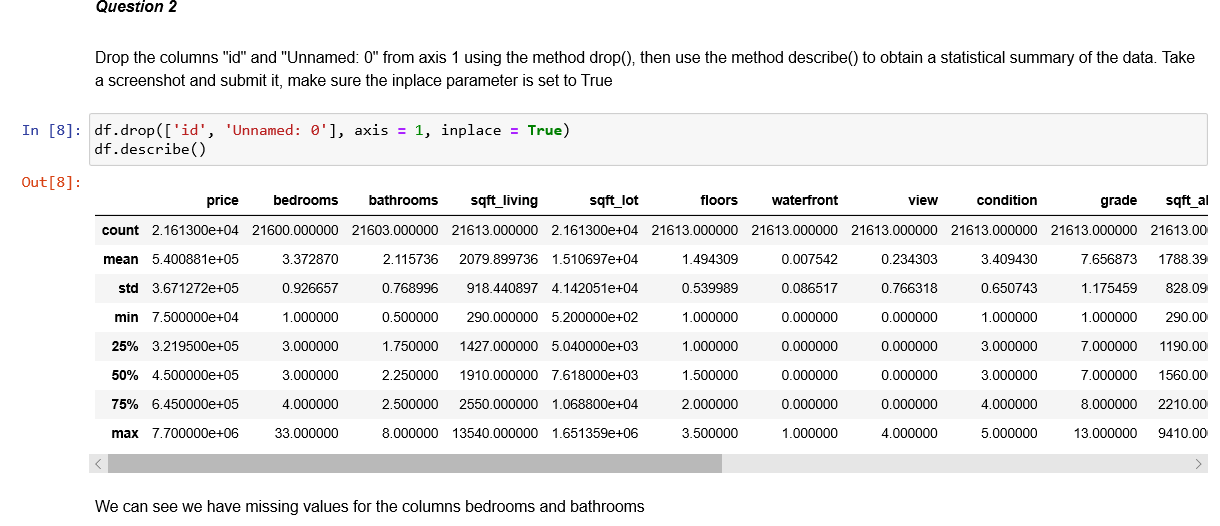 Question 2
Drop the columns "id" and "Unnamed: 0" from axis 1 using the method drop(), then use the method describe() to obtain a statistical summary of the data. Take
a screenshot and submit it, make sure the inplace parameter is set to True
In [8]: df.drop(['id', 'Unnamed: 0'], axis = 1, inplace = True)
df.describe()
Out[8]:
price bedrooms bathrooms sqft_living sqft_lot floors waterfront view condition grade sqft_al
count 2.161300e+04 21600.000000 21603.000000 21613.000000 2.161300e+04 21613.000000 21613.000000 21613.000000 21613.000000 21613.000000 21613.00
mean 5.400881e+05 3.372870 2.115736 2079.899736 1.510697e+04 1.494309 0.007542 0.234303 3.409430 7.656873 1788.39
std 3.671272e+05 0.926657 0.768996 918.440897 4.142051e+04 0.539989 0.086517 0.766318 0.650743 1.175459 828.09
min 7.500000e+04 1.000000 0.500000 290.000000 5.200000e+02 1.000000 0.000000 0.000000 1.000000 1.000000 290.00
25% 3.219500e+05 3.000000 1.750000 1427.000000 5.040000e+03 1.000000 0.000000 0.000000 3.000000 7.000000 1190.00
50% 4.500000e+05 3.000000 2.250000 1910.000000 7.618000e+03 1.500000 0.000000 0.000000 3.000000 7.000000 1560.00
75% 6.450000e+05 4.000000 2.500000 2550.000000 1.068800e+04 2.000000 0.000000 0.000000 4.000000 8.000000 2210.00
max 7.700000e+06 33.000000 8.000000 13540.000000 1.651359e+06 3.500000 1.000000 4.000000 5.000000 13.000000 9410.00
We can see we have missing values for the columns bedrooms and bathrooms